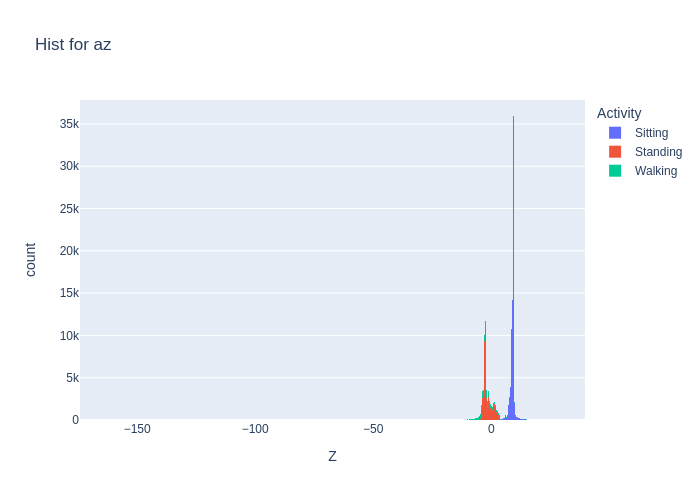 Hist for az
Activity
Sitting
Standing
Walking
35k
30k
25k
20k
15k
10k
5k
0
count
−150
−100
−50
0
Z